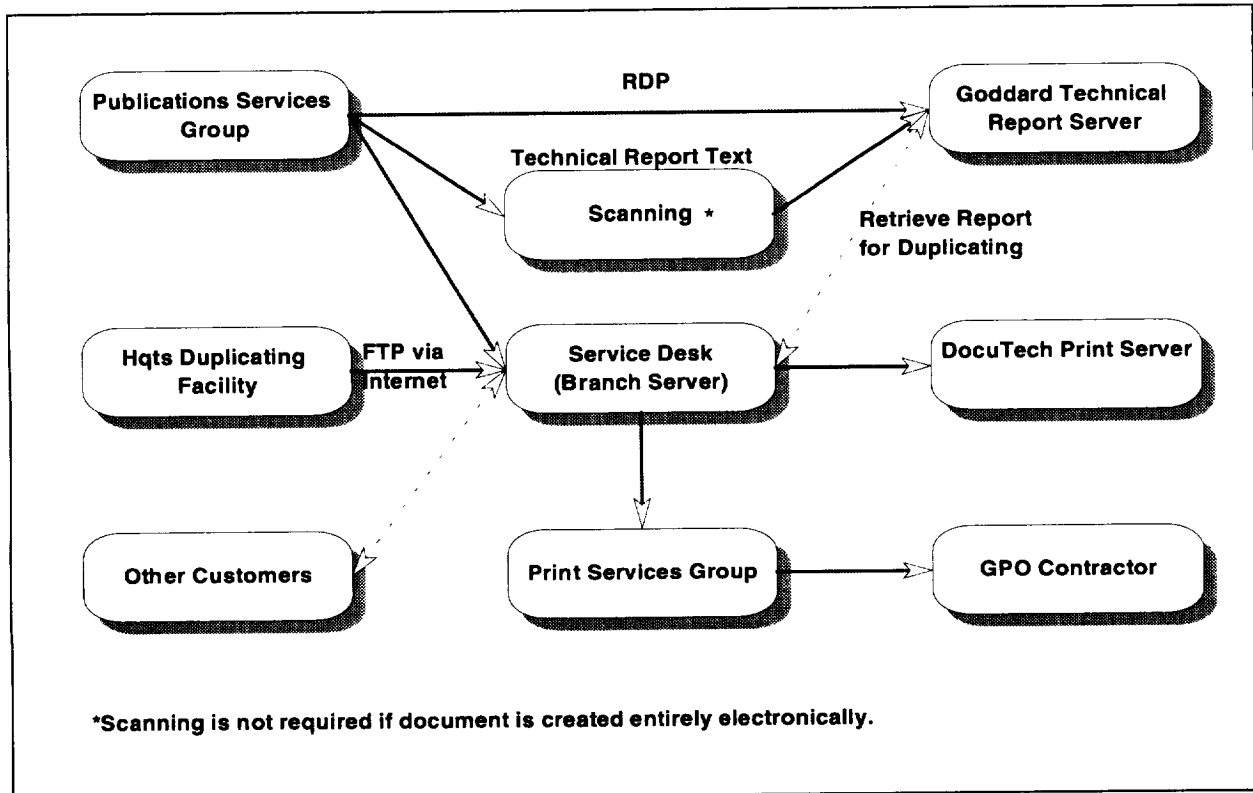 RDP
Publications Services
Group
Goddard Technical
Report Server
Technical Report Text
Scanning *
Retrieve Report
for Duplicating
Hqts Duplicating
Facility
FTP via
Internet
Service Desk
(Branch Server)
DocuTech Print Server
Other Customers
Print Services Group
GPO Contractor
*Scanning is not required if document is created entirely electronically.